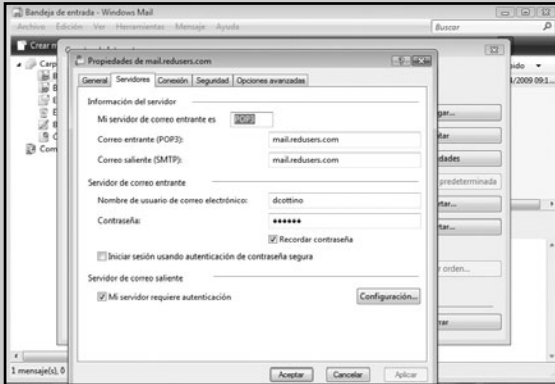 Bandeja de entrada - Windows Mail
Archivo Edición Ver Herramientas Mensaje Ayuda
Buscar
Crear
Propiedades de mail.redusers.com
General Servidores Conexión Seguridad Opciones avanzadas
Información del servidor
Mi servidor de correo entrante es POP3
Correo entrante (POP3): mail.redusers.com
Correo saliente (SMTP): mail.redusers.com
Servidor de correo entrante
Nombre de usuario de correo electrónico: dcottino
Contraseña: ●●●●●●
Recordar contraseña
Iniciar sesión usando autenticación de contraseña segura
Servidor de correo saliente
Mi servidor requiere autenticación Configuración...
Aceptar Cancelar Aplicar
predeterminada
orden...
1 mensaje(s), 0